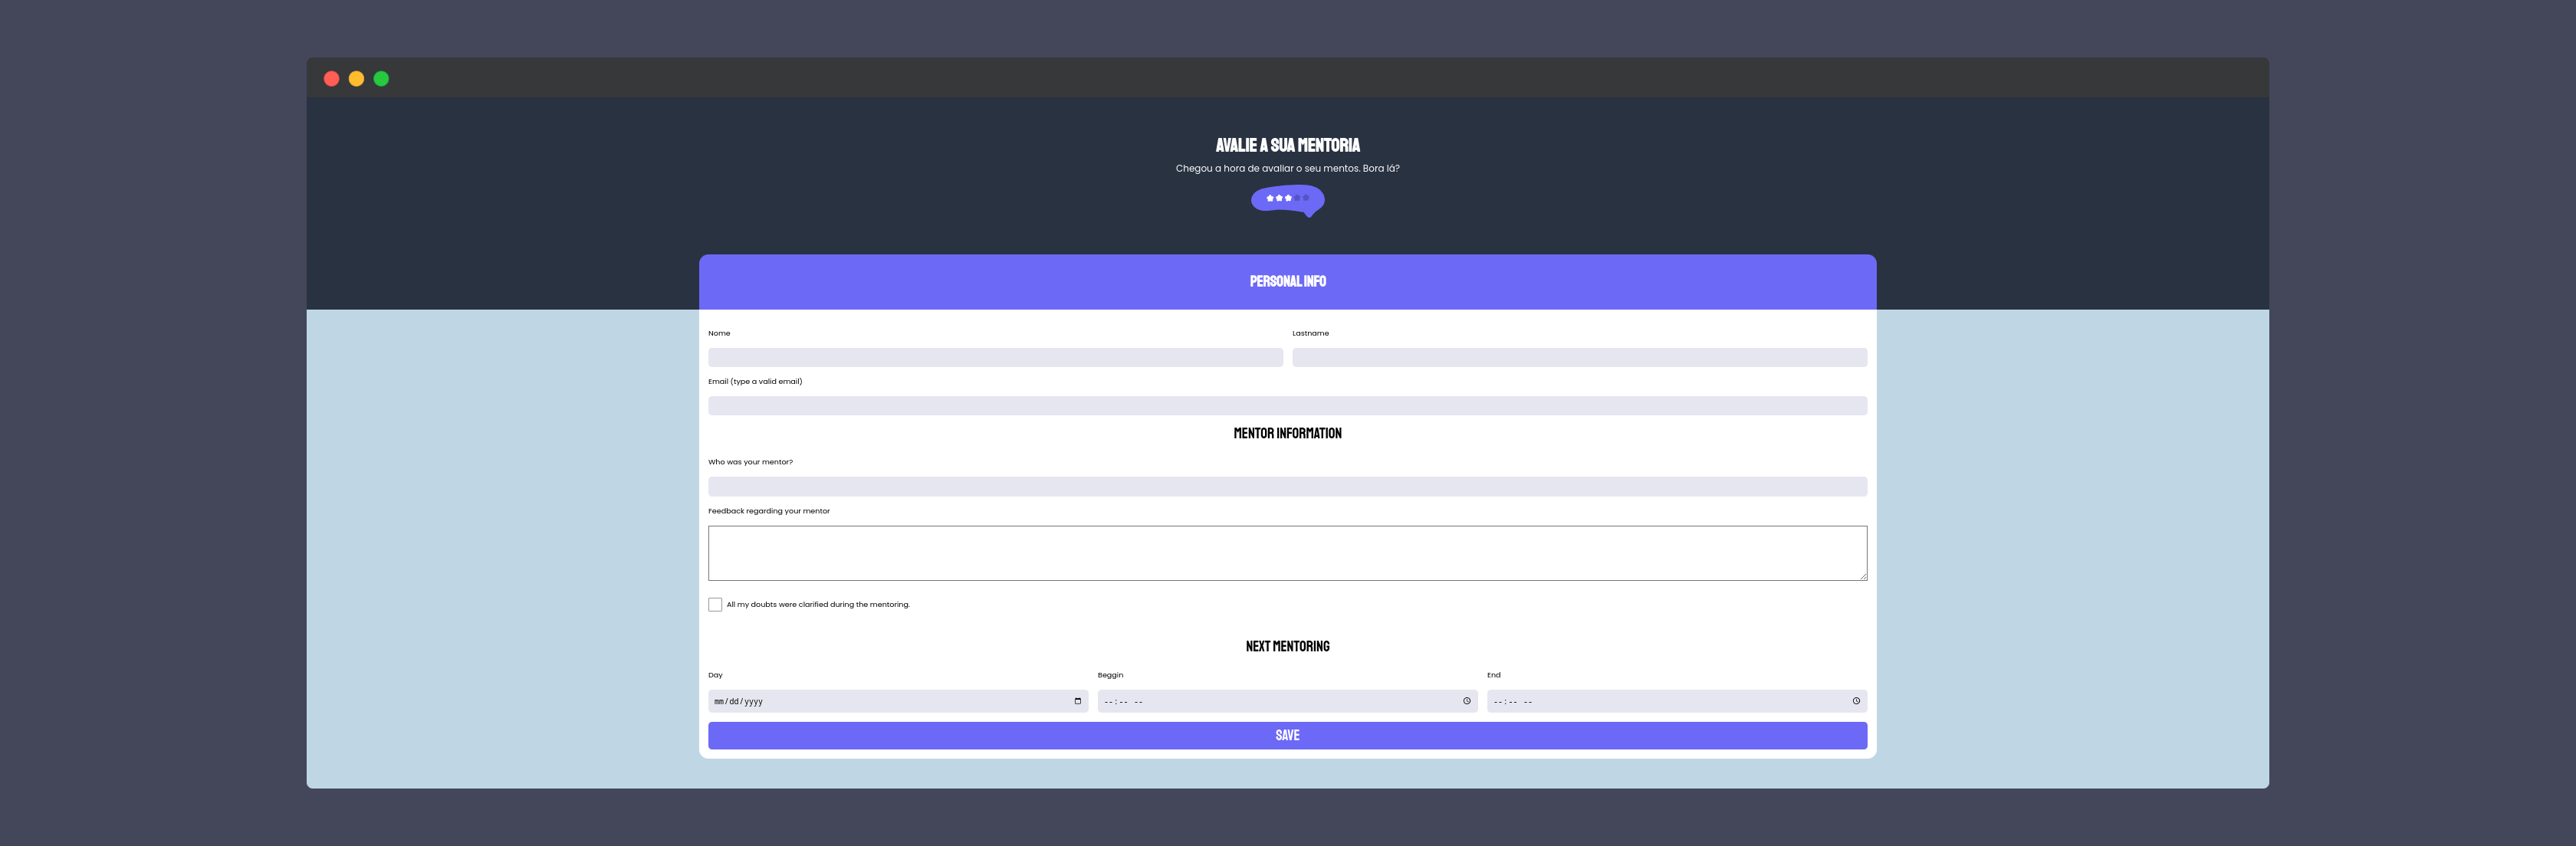 AVALIE A SUA MENTORIA
Chegou a hora de avaliar o seu mentos. Bora lá?
PERSONAL INFO
Nome
Lastname
Email (type a valid email)
MENTOR INFORMATION
Who was your mentor?
Feedback regarding your mentor
All my doubts were clarified during the mentoring.
NEXT MENTORING
Day
Beggin
End
mm/dd/yyyy
--:-- --
--:-- --
SAVE